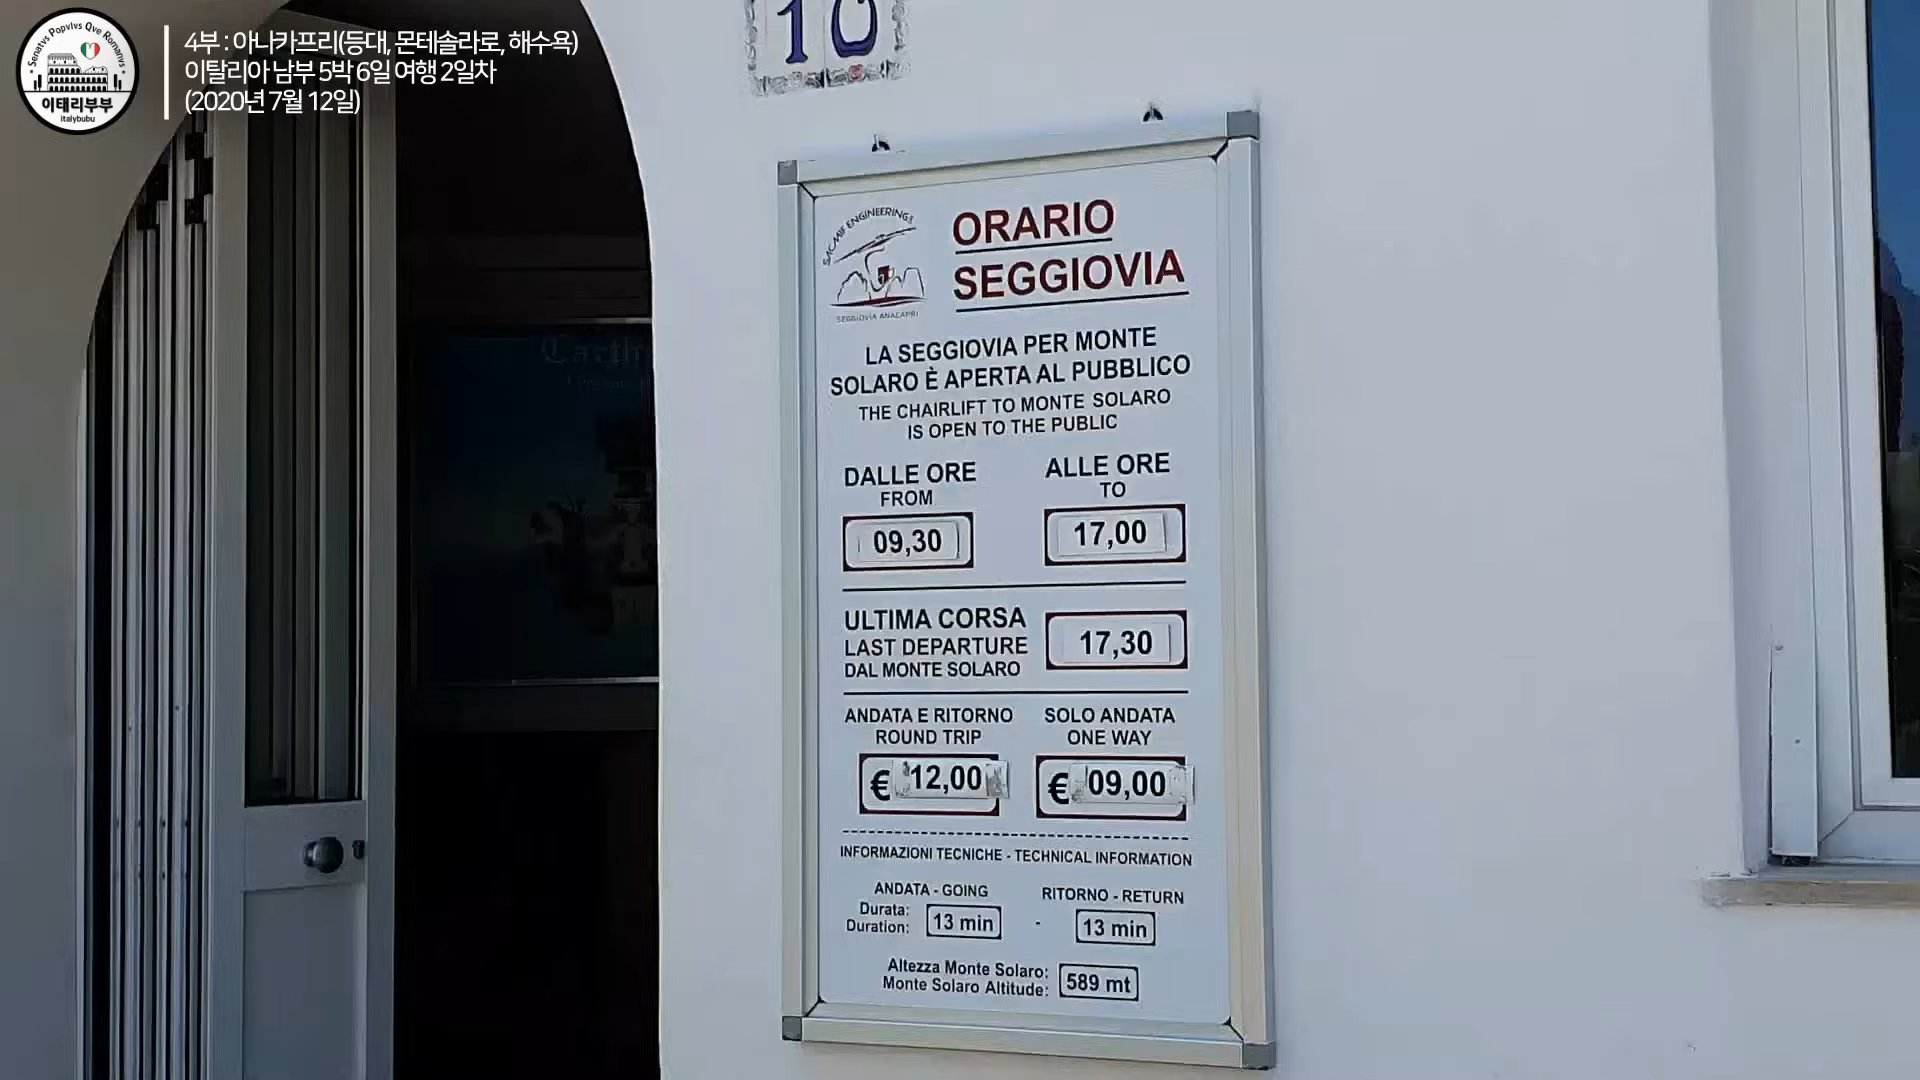 Senatvs Popvlvs Qve Romanvs
이태리부부
italybubu
4부 : 아나카프리(등대, 몬테솔라로, 해수욕)
이탈리아 남부 5박 6일 여행 2일차
(2020년 7월 12일)
10
SACMIF ENGINEERINGS
SEGGIOVIA ANACAPRI
ORARIO
SEGGIOVIA
LA SEGGIOVIA PER MONTE
SOLARO È APERTA AL PUBBLICO
THE CHAIRLIFT TO MONTE SOLARO
IS OPEN TO THE PUBLIC
DALLE ORE ALLE ORE
FROM TO
09,30 17,00
ULTIMA CORSA
LAST DEPARTURE 17,30
DAL MONTE SOLARO
ANDATA E RITORNO SOLO ANDATA
ROUND TRIP ONE WAY
€ 12,00 € 09,00
INFORMAZIONI TECNICHE - TECHNICAL INFORMATION
ANDATA - GOING RITORNO - RETURN
Durata:
Duration: 13 min - 13 min
Altezza Monte Solaro:
Monte Solaro Altitude: 589 mt